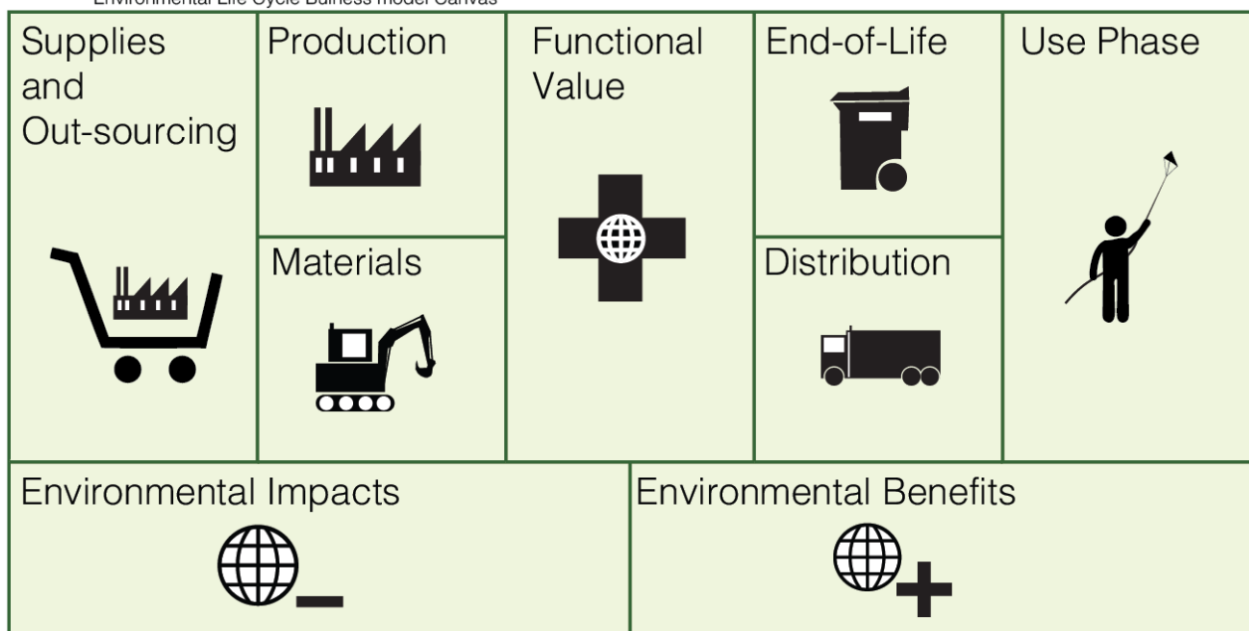 Environmental Life Cycle Buiness model Canvas
Supplies
and
Out-sourcing
Production
Materials
Functional
Value
End-of-Life
Distribution
Use Phase
Environmental Impacts
Environmental Benefits